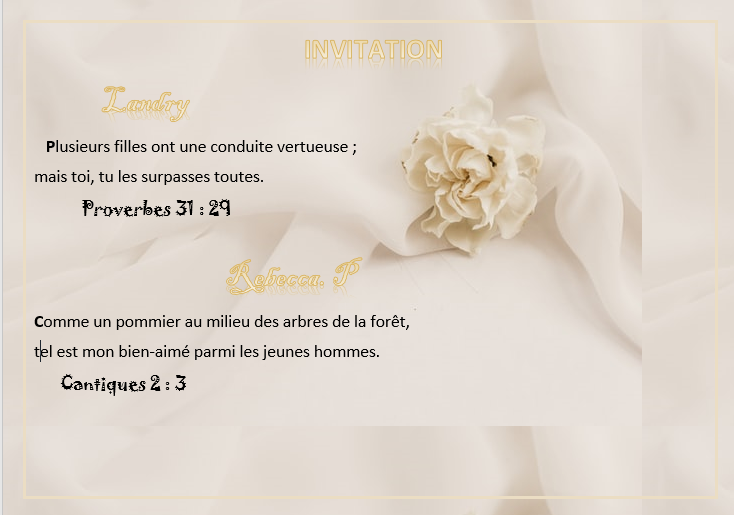 INVITATION
Landry
Plusieurs filles ont une conduite vertueuse ;
mais toi, tu les surpasses toutes.
Proverbes 31 : 29
Rebecca. P
Comme un pommier au milieu des arbres de la forêt,
tel est mon bien-aimé parmi les jeunes hommes.
Cantiques 2 : 3